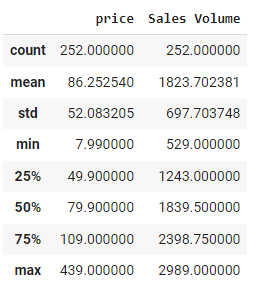 price Sales Volume
count 252.000000 252.000000
mean 86.252540 1823.702381
std 52.083205 697.703748
min 7.990000 529.000000
25% 49.900000 1243.000000
50% 79.900000 1839.500000
75% 109.000000 2398.750000
max 439.000000 2989.000000